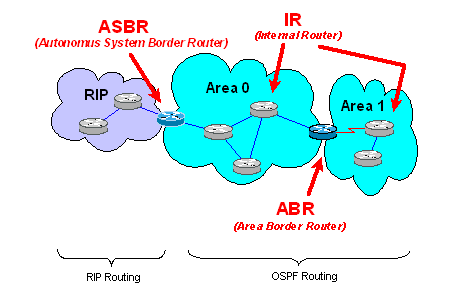 ASBR
(Autonomus System Border Router)
IR
(Internal Router)
RIP
Area 0
Area 1
ABR
(Area Border Router)
RIP Routing
OSPF Routing